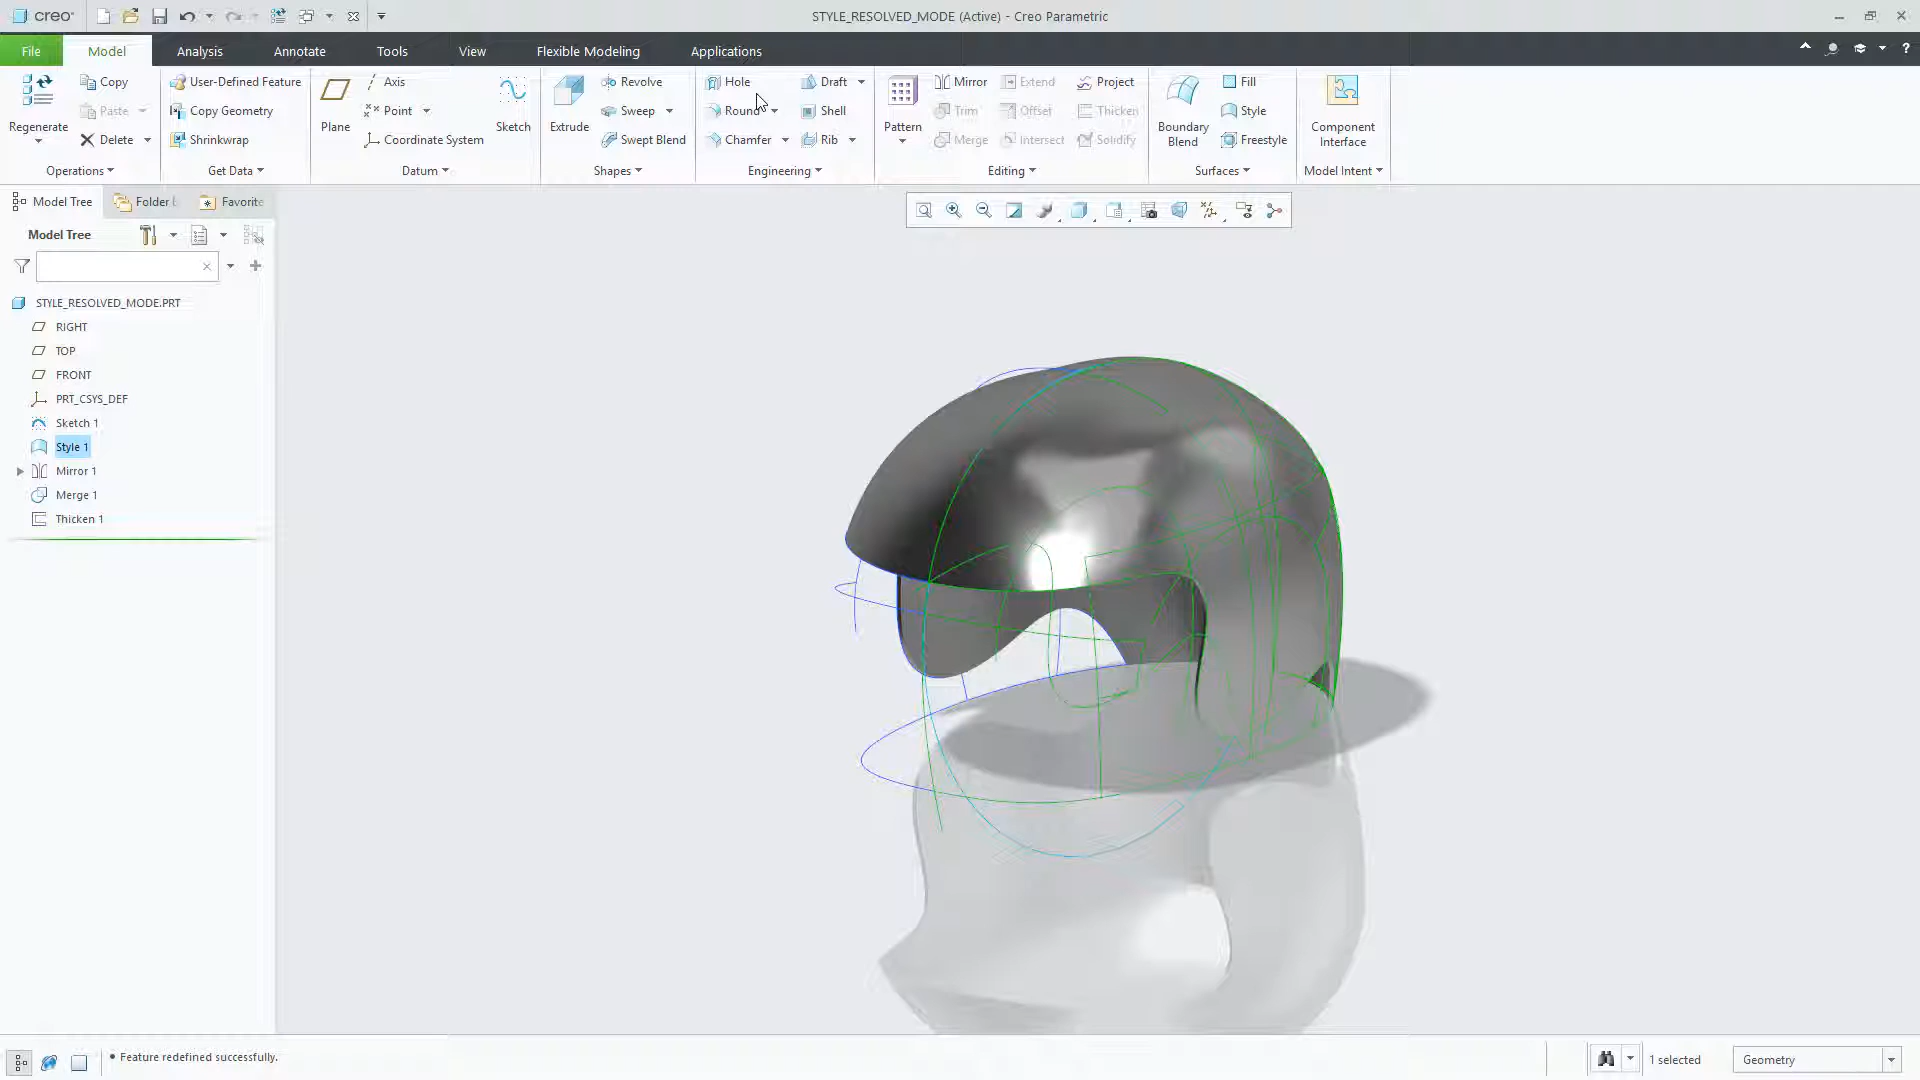 creo
STYLE_RESOLVED_MODE (Active) - Creo Parametric
File
Model
Analysis
Annotate
Tools
View
Flexible Modeling
Applications
Regenerate
Copy
Paste
Delete
Operations
User-Defined Feature
Copy Geometry
Shrinkwrap
Get Data
Plane
Axis
Point
Coordinate System
Sketch
Datum
Extrude
Revolve
Sweep
Swept Blend
Shapes
Hole
Round
Chamfer
Draft
Shell
Rib
Engineering
Pattern
Mirror
Trim
Merge
Extend
Offset
Intersect
Project
Thicken
Solidify
Editing
Boundary
Blend
Fill
Style
Freestyle
Surfaces
Component
Interface
Model Intent
Model Tree
Folder
Favorite
Model Tree
STYLE_RESOLVED_MODE.PRT
RIGHT
TOP
FRONT
PRT_CSYS_DEF
Sketch 1
Style 1
Mirror 1
Merge 1
Thicken 1
• Feature redefined successfully.
1 selected
Geometry